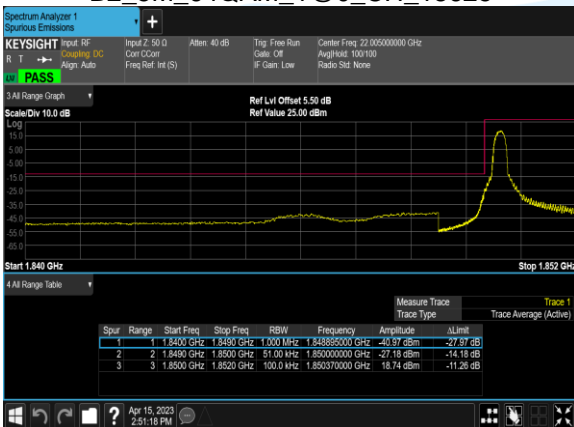 Spectrum Analyzer 1
Spurious Emissions
KEYSIGHT Input: RF Input Z: 50 Ω Atten: 40 dB Trig: Free Run Center Freq: 22.005000000 GHz
R T Coupling: DC Corr CCorr Gate: Off Avg|Hold: 100/100
Align: Auto Freq Ref: Int (S) IF Gain: Low Radio Std: None
PASS
3 All Range Graph
Ref Lvl Offset 5.50 dB
Scale/Div 10.0 dB Ref Value 25.00 dBm
Log
15.0
5.00
-5.00
-15.0
-25.0
-35.0
-45.0
-55.0
-65.0
Start 1.840 GHz Stop 1.852 GHz
4 All Range Table
Measure Trace Trace 1
Trace Type Trace Average (Active)
Spur Range Start Freq Stop Freq RBW Frequency Amplitude ΔLimit
1 1 1.8400 GHz 1.8490 GHz 1.000 MHz 1.848895000 GHz -40.97 dBm -27.97 dB
2 2 1.8490 GHz 1.8500 GHz 51.00 kHz 1.850000000 GHz -27.18 dBm -14.18 dB
3 3 1.8500 GHz 1.8520 GHz 100.0 kHz 1.850370000 GHz 18.74 dBm -11.26 dB
Apr 15, 2023
2:51:18 PM